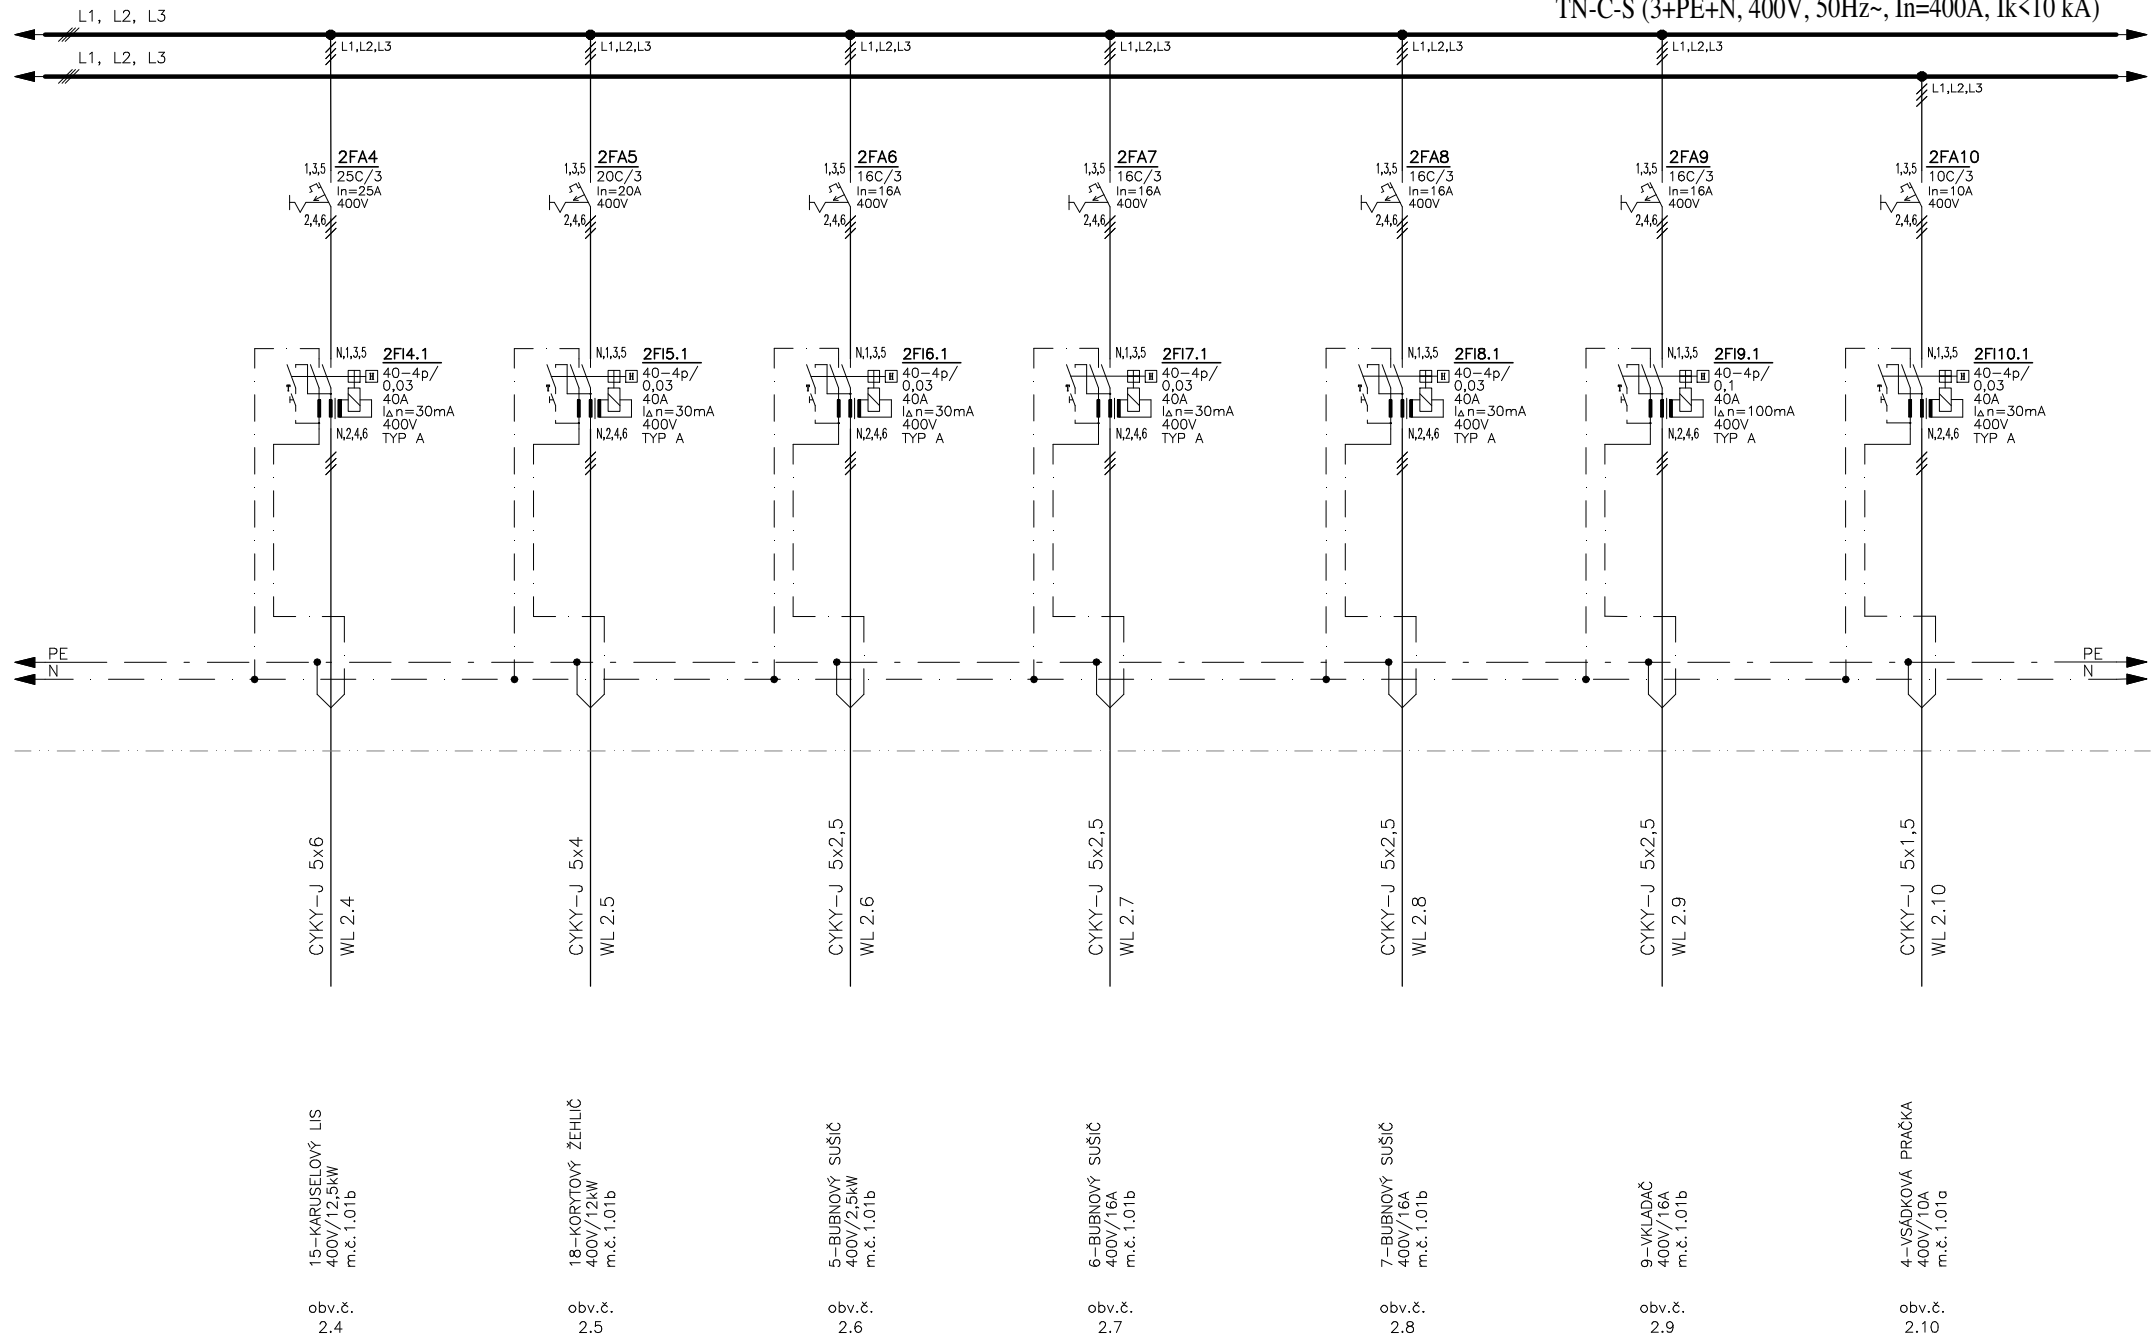 TN-C-S (3+PE+N, 400V, 50Hz~, In=400A, Ik<10 kA)
L1, L2, L3
L1,L2,L3
L1,L2,L3
L1,L2,L3
L1,L2,L3
L1,L2,L3
L1,L2,L3
L1, L2, L3
L1,L2,L3
1,3,5
2FA4
25C/3
In=25A
400V
2,4,6
1,3,5
2FA5
20C/3
In=20A
400V
2,4,6
1,3,5
2FA6
16C/3
In=16A
400V
2,4,6
1,3,5
2FA7
16C/3
In=16A
400V
2,4,6
1,3,5
2FA8
16C/3
In=16A
400V
2,4,6
1,3,5
2FA9
16C/3
In=16A
400V
2,4,6
1,3,5
2FA10
10C/3
In=10A
400V
2,4,6
N,1,3,5
2FI4.1
40-4p/
0,03
40A
I∆n=30mA
400V
TYP A
H
T
N,2,4,6
N,1,3,5
2FI5.1
40-4p/
0,03
40A
I∆n=30mA
400V
TYP A
H
T
N,2,4,6
N,1,3,5
2FI6.1
40-4p/
0,03
40A
I∆n=30mA
400V
TYP A
H
T
N,2,4,6
N,1,3,5
2FI7.1
40-4p/
0,03
40A
I∆n=30mA
400V
TYP A
H
T
N,2,4,6
N,1,3,5
2FI8.1
40-4p/
0,03
40A
I∆n=30mA
400V
TYP A
H
T
N,2,4,6
N,1,3,5
2FI9.1
40-4p/
0,1
40A
I∆n=100mA
400V
TYP A
H
T
N,2,4,6
N,1,3,5
2FI10.1
40-4p/
0,03
40A
I∆n=30mA
400V
TYP A
H
T
N,2,4,6
PE
N
PE
N
CYKY-J 5x6
WL 2.4
CYKY-J 5x4
WL 2.5
CYKY-J 5x2,5
WL 2.6
CYKY-J 5x2,5
WL 2.7
CYKY-J 5x2,5
WL 2.8
CYKY-J 5x2,5
WL 2.9
CYKY-J 5x1,5
WL 2.10
15-KARUSELOVÝ LIS
400V/12,5kW
m.č.1.01b
18-KORYTOVÝ ŽEHLIČ
400V/12kW
m.č.1.01b
5-BUBNOVÝ SUŠIČ
400V/2,5kW
m.č.1.01b
6-BUBNOVÝ SUŠIČ
400V/16A
m.č.1.01b
7-BUBNOVÝ SUŠIČ
400V/16A
m.č.1.01b
9-VKLADAČ
400V/16A
m.č.1.01b
4-VSÁDKOVÁ PRAČKA
400V/10A
m.č.1.01a
obv.č.
2.4
obv.č.
2.5
obv.č.
2.6
obv.č.
2.7
obv.č.
2.8
obv.č.
2.9
obv.č.
2.10